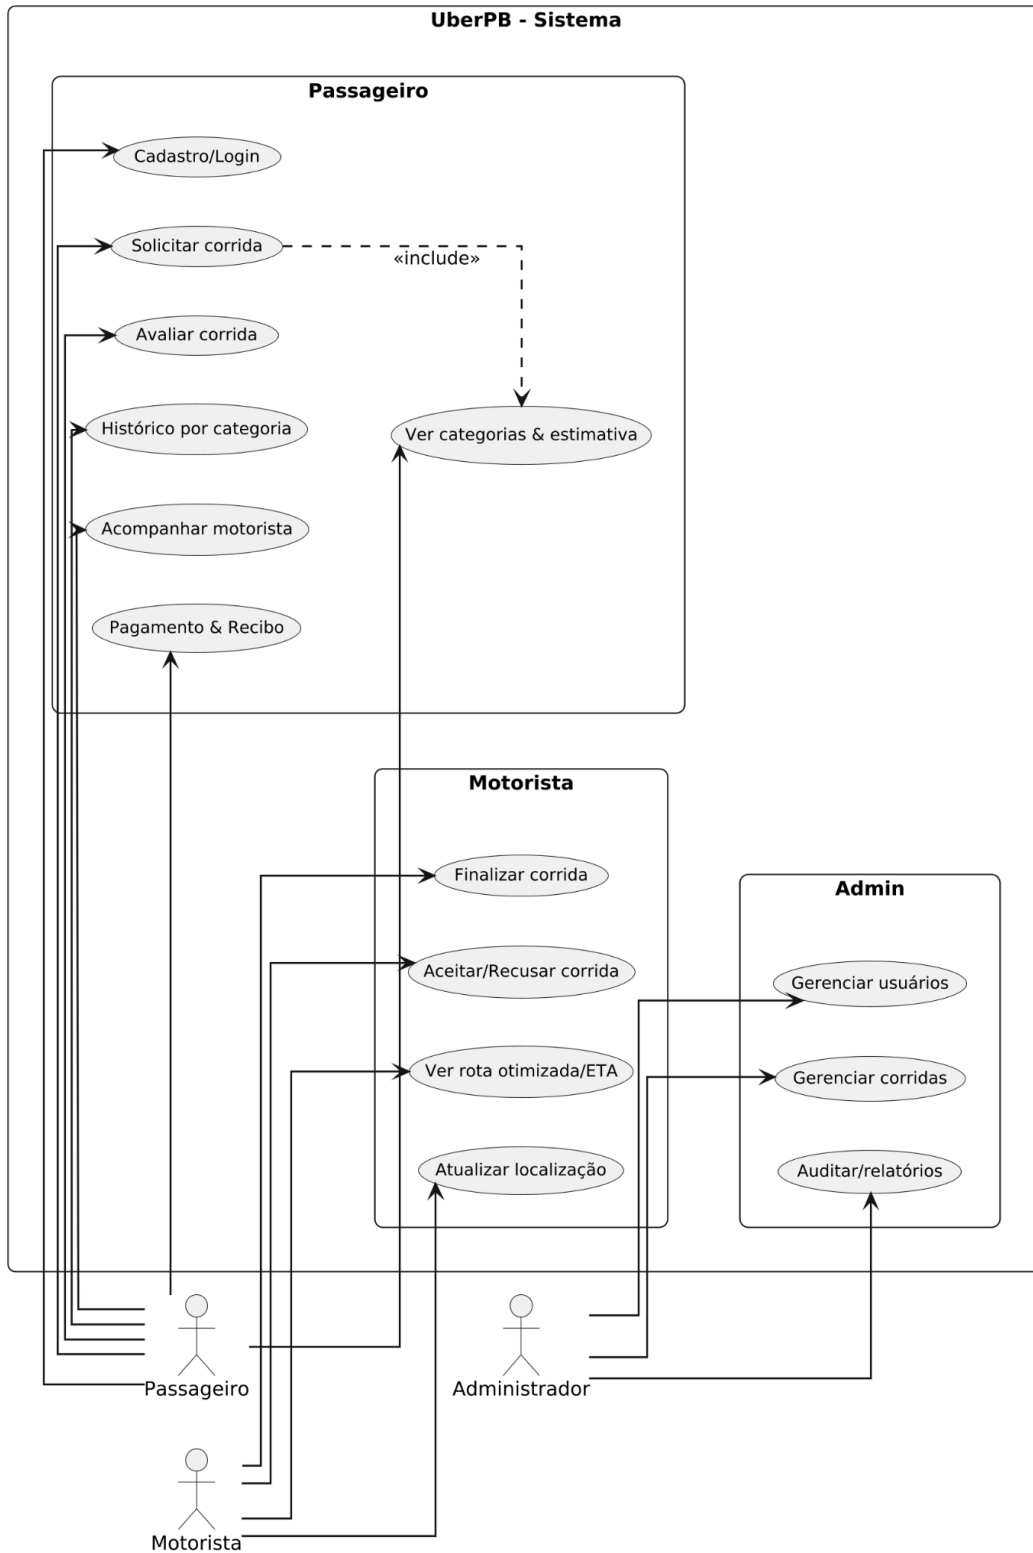 UberPB - Sistema
Passageiro
Cadastro/Login
Solicitar corrida
«include»
Avaliar corrida
Histórico por categoria
Ver categorias & estimativa
Acompanhar motorista
Pagamento & Recibo
Motorista
Finalizar corrida
Admin
Aceitar/Recusar corrida
Gerenciar usuários
Ver rota otimizada/ETA
Gerenciar corridas
Atualizar localização
Auditar/relatórios
Passageiro
Administrador
Motorista